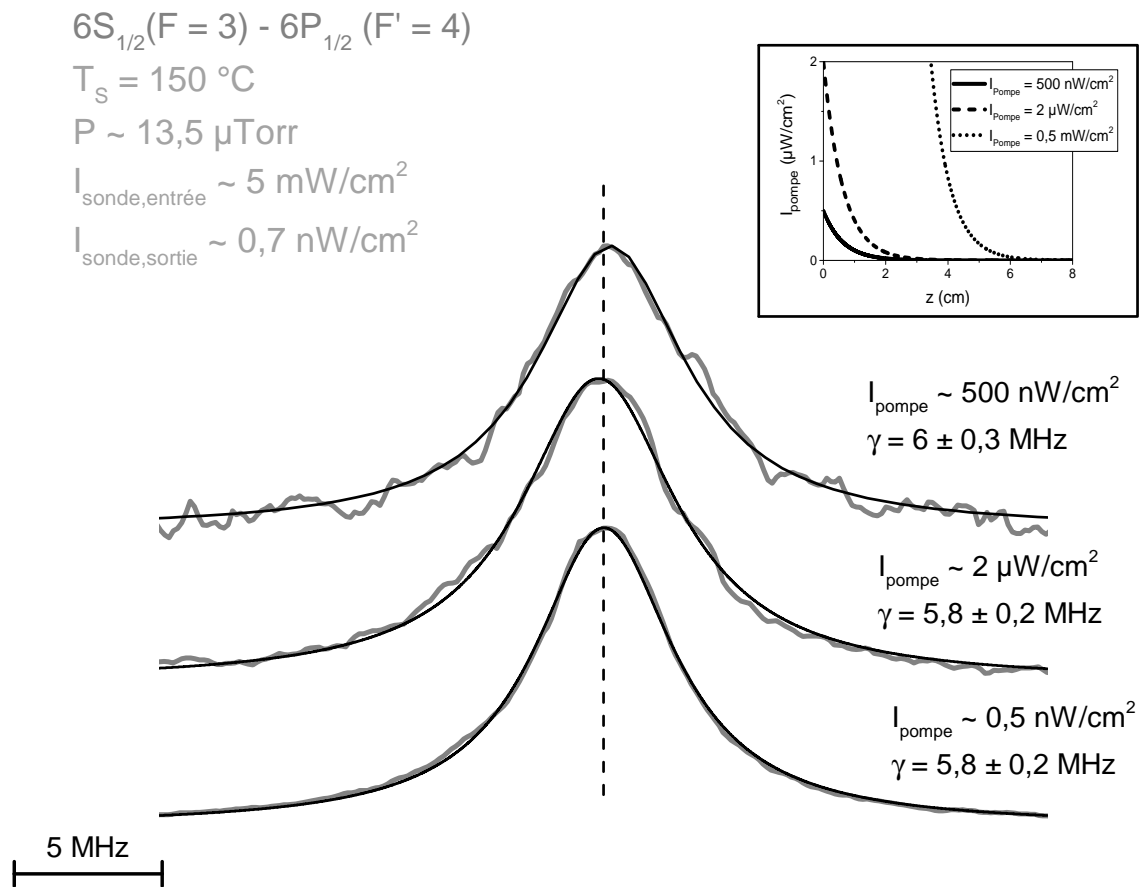 6S1/2(F = 3) - 6P1/2 (F' = 4)
TS = 150 °C
P ~ 13,5 µTorr
Isonde,entrée ~ 5 mW/cm2
Isonde,sortie ~ 0,7 nW/cm2
2
1
0
Ipompe (µW/cm2)
0 2 4 6 8
z (cm)
IPompe = 500 nW/cm2
IPompe = 2 µW/cm2
IPompe = 0,5 mW/cm2
Ipompe ~ 500 nW/cm2
γ = 6 ± 0,3 MHz
Ipompe ~ 2 µW/cm2
γ = 5,8 ± 0,2 MHz
Ipompe ~ 0,5 nW/cm2
γ = 5,8 ± 0,2 MHz
5 MHz